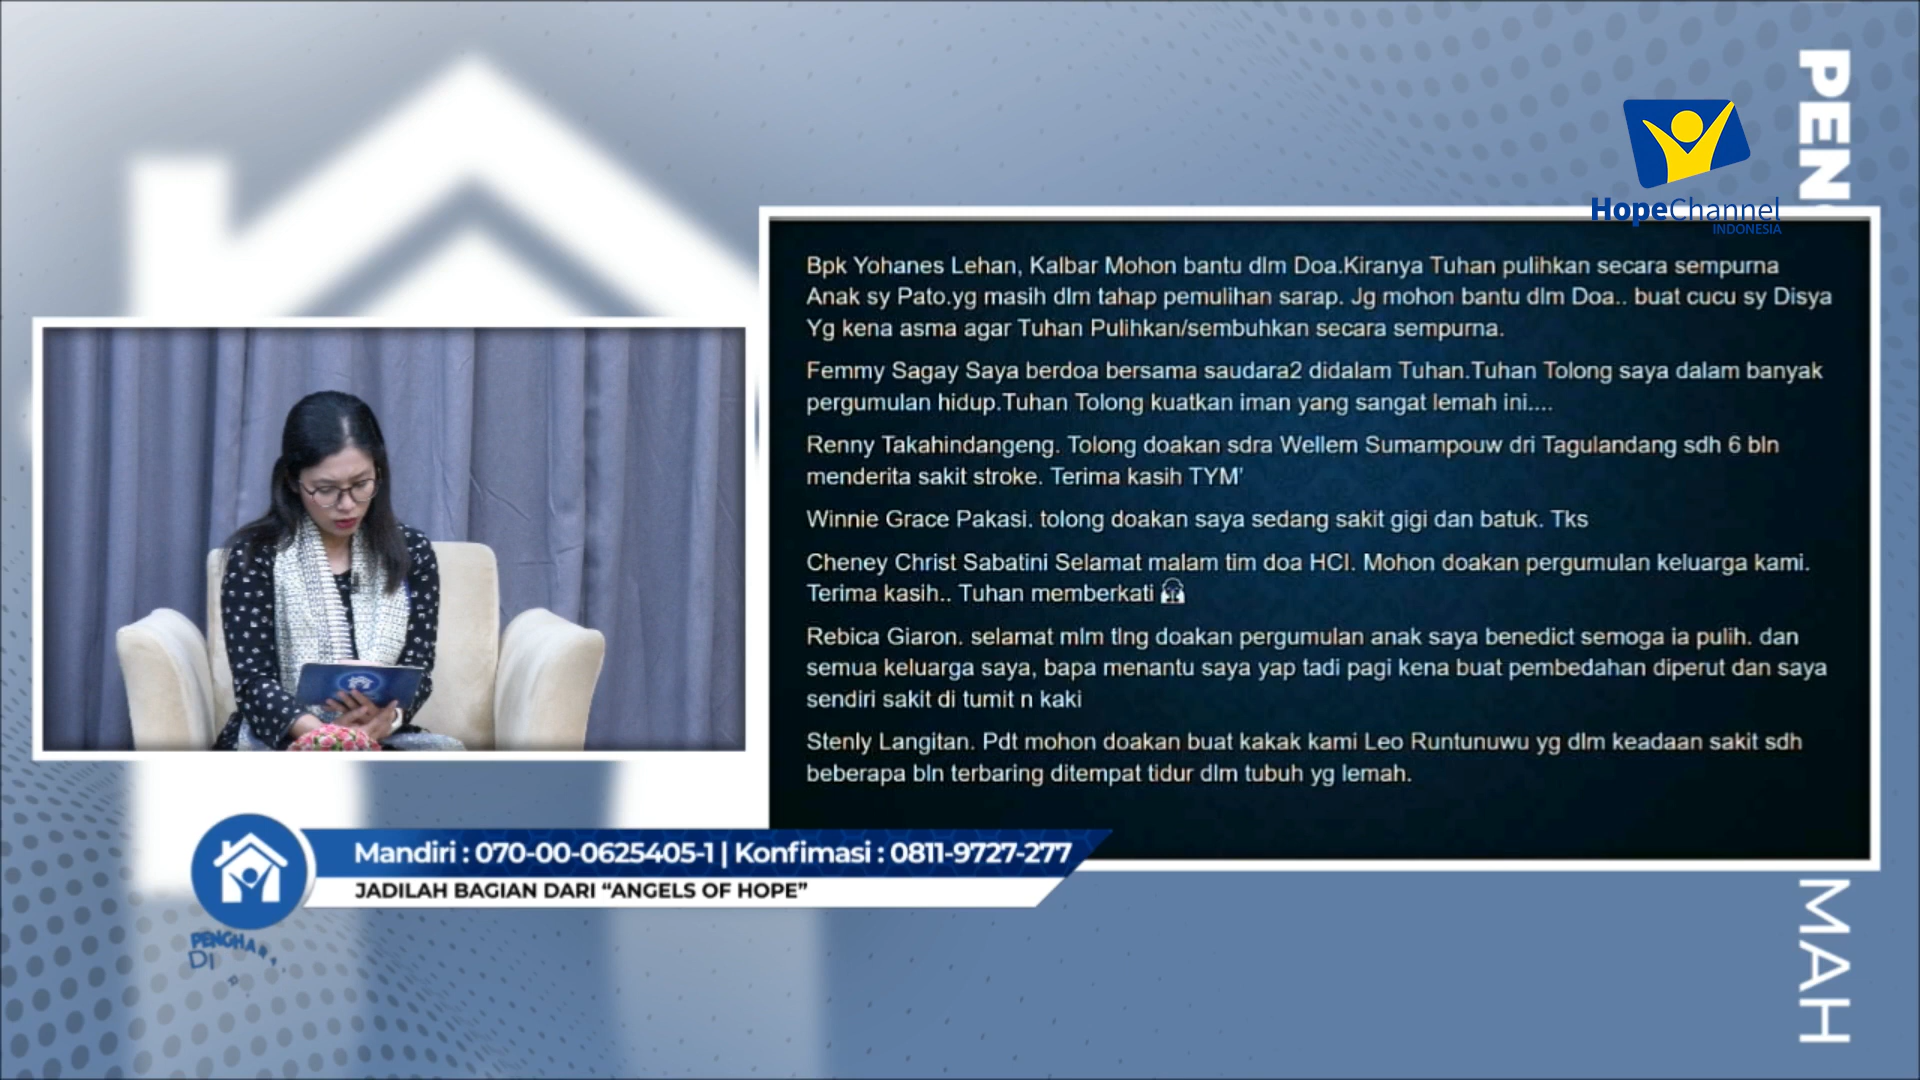 PEN
HopeChannel
INDONESIA
Bpk Yohanes Lehan, Kalbar Mohon bantu dlm Doa.Kiranya Tuhan pulihkan secara sempurna
Anak sy Pato.yg masih dlm tahap pemulihan sarap. Jg mohon bantu dlm Doa.. buat cucu sy Disya
Yg kena asma agar Tuhan Pulihkan/sembuhkan secara sempurna.
Femmy Sagay Saya berdoa bersama saudara2 didalam Tuhan.Tuhan Tolong saya dalam banyak
pergumulan hidup.Tuhan Tolong kuatkan iman yang sangat lemah ini....
Renny Takahindangeng. Tolong doakan sdra Wellem Sumampouw dri Tagulandang sdh 6 bln
menderita sakit stroke. Terima kasih TYM'
Winnie Grace Pakasi. tolong doakan saya sedang sakit gigi dan batuk. Tks
Cheney Christ Sabatini Selamat malam tim doa HCI. Mohon doakan pergumulan keluarga kami.
Terima kasih.. Tuhan memberkati
Rebica Giaron. selamat mlm tlng doakan pergumulan anak saya benedict semoga ia pulih. dan
semua keluarga saya, bapa menantu saya yap tadi pagi kena buat pembedahan diperut dan saya
sendiri sakit di tumit n kaki
Stenly Langitan. Pdt mohon doakan buat kakak kami Leo Runtunuwu yg dlm keadaan sakit sdh
beberapa bln terbaring ditempat tidur dlm tubuh yg lemah.
Mandiri : 070-00-0625405-1 | Konfimasi : 0811-9727-277
JADILAH BAGIAN DARI “ANGELS OF HOPE”
PENGHA
DI
MAH